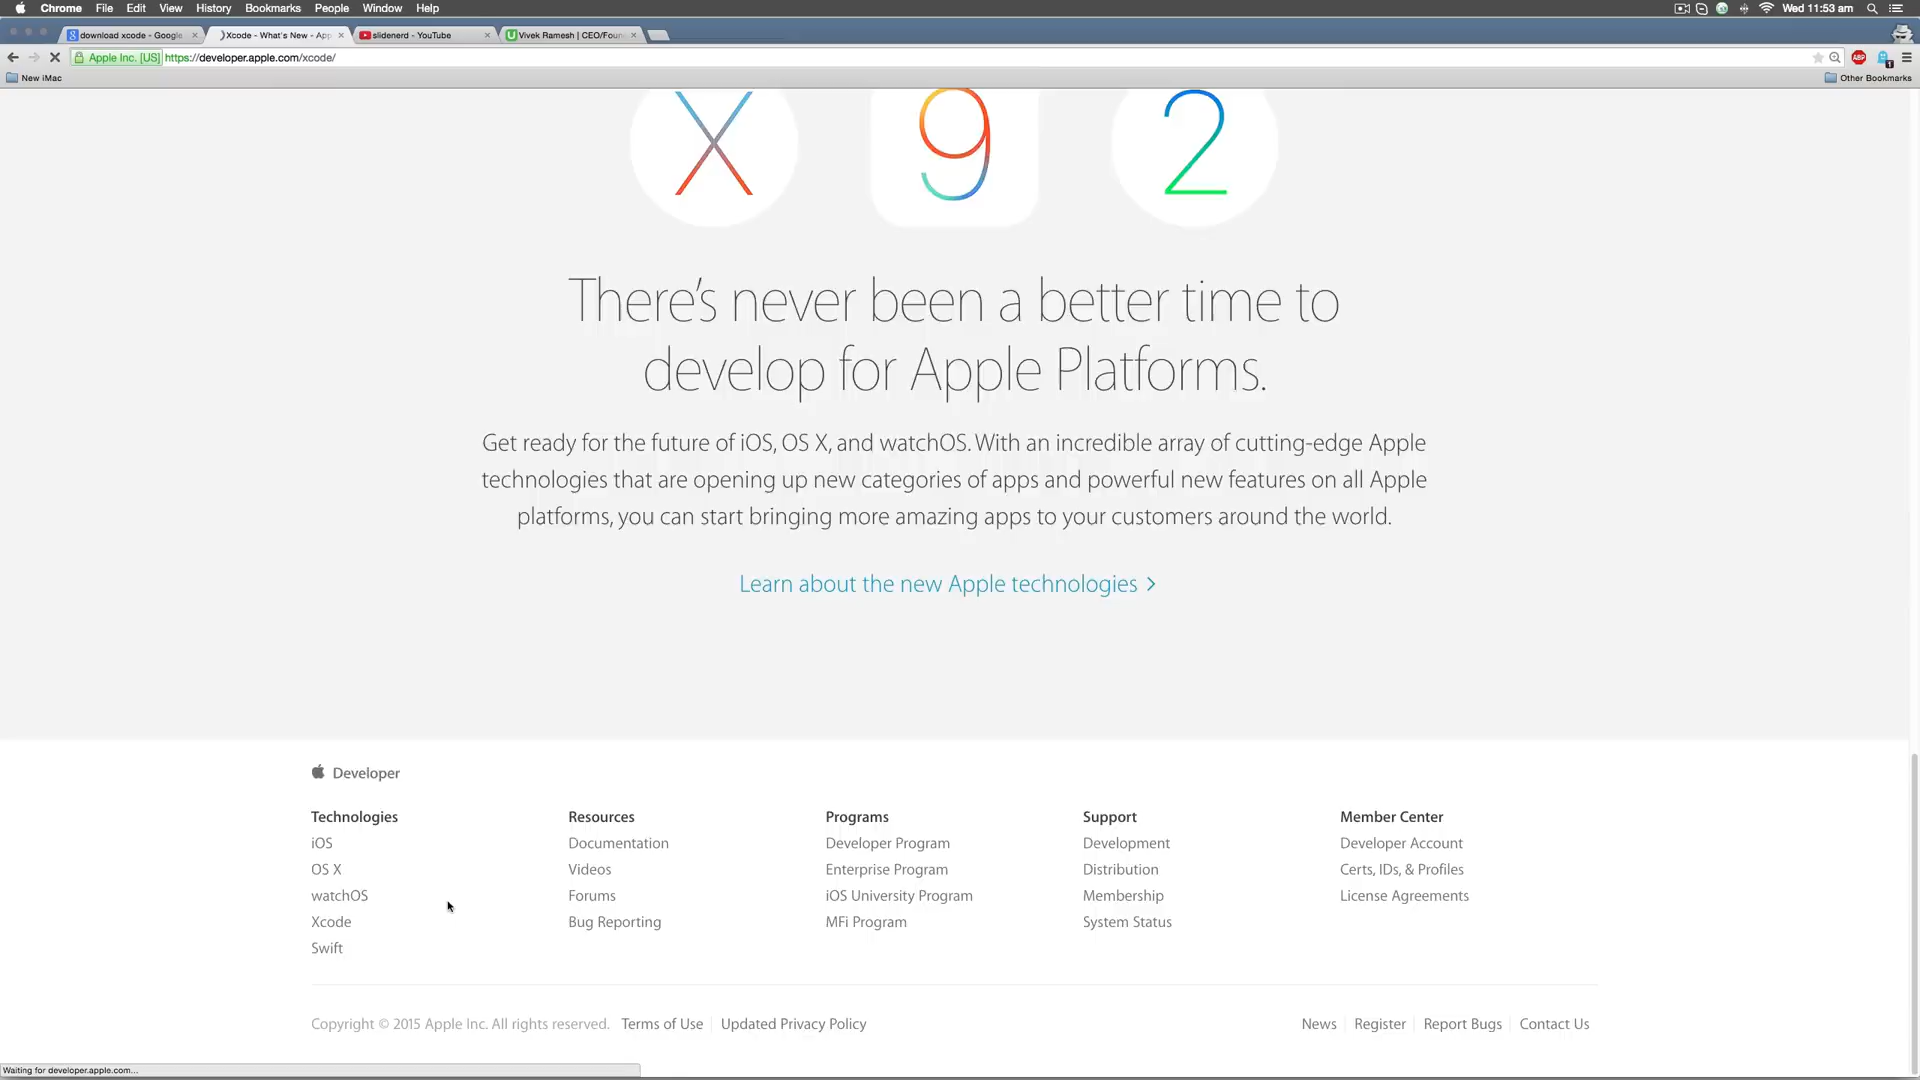 Chrome File Edit View History Bookmarks People Window Help Wed 11:53 am
download xcode - Google Xcode - What's New - App slidenerd - YouTube Vivek Ramesh | CEO/Foun
Apple Inc. [US] https://developer.apple.com/xcode/ ABP 1
New iMac Other Bookmarks
X 9 2
There's never been a better time to
develop for Apple Platforms.
Get ready for the future of iOS, OS X, and watchOS. With an incredible array of cutting-edge Apple
technologies that are opening up new categories of apps and powerful new features on all Apple
platforms, you can start bringing more amazing apps to your customers around the world.
Learn about the new Apple technologies >
Developer
Technologies Resources Programs Support Member Center
iOS Documentation Developer Program Development Developer Account
OS X Videos Enterprise Program Distribution Certs, IDs, & Profiles
watchOS Forums iOS University Program Membership License Agreements
Xcode Bug Reporting MFi Program System Status
Swift
Copyright © 2015 Apple Inc. All rights reserved. Terms of Use Updated Privacy Policy News Register Report Bugs Contact Us
Waiting for developer.apple.com...